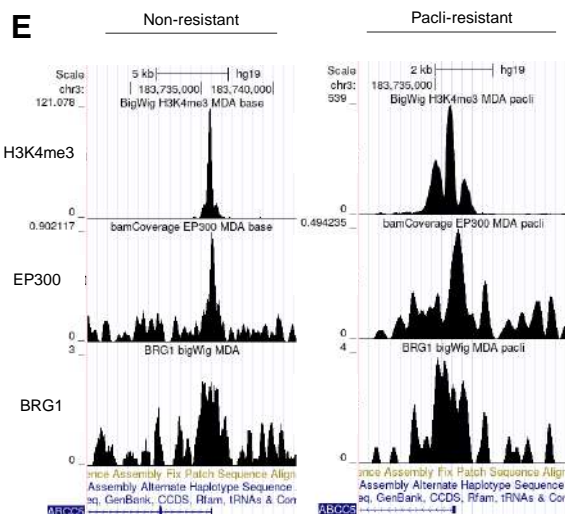 E
Non-resistant
Pacli-resistant
Scale 5 kb hg19
chr3: 183,735,000 183,740,000
121.078 BigWig H3K4me3 MDA base
H3K4me3
0
0.902117 bamCoverage EP300 MDA base
EP300
0
3 BRG1 bigWig MDA
BRG1
0
ence Assembly Fix Patch Sequence Align
Assembly Alternate Haplotype Sequence
eq, GenBank, CCDS, Rfam, tRNAs & Con
ABCC5
Scale 2 kb hg19
chr3: 183,735,000
539 BigWig H3K4me3 MDA pacli
0
0.494235 bamCoverage EP300 MDA pacli
0
4 BRG1 bigWig MDA pacli
0
ence Assembly Fix Patch Sequence Align
Assembly Alternate Haplotype Sequence
eq, GenBank, CCDS, Rfam, tRNAs & Con
ABCC5